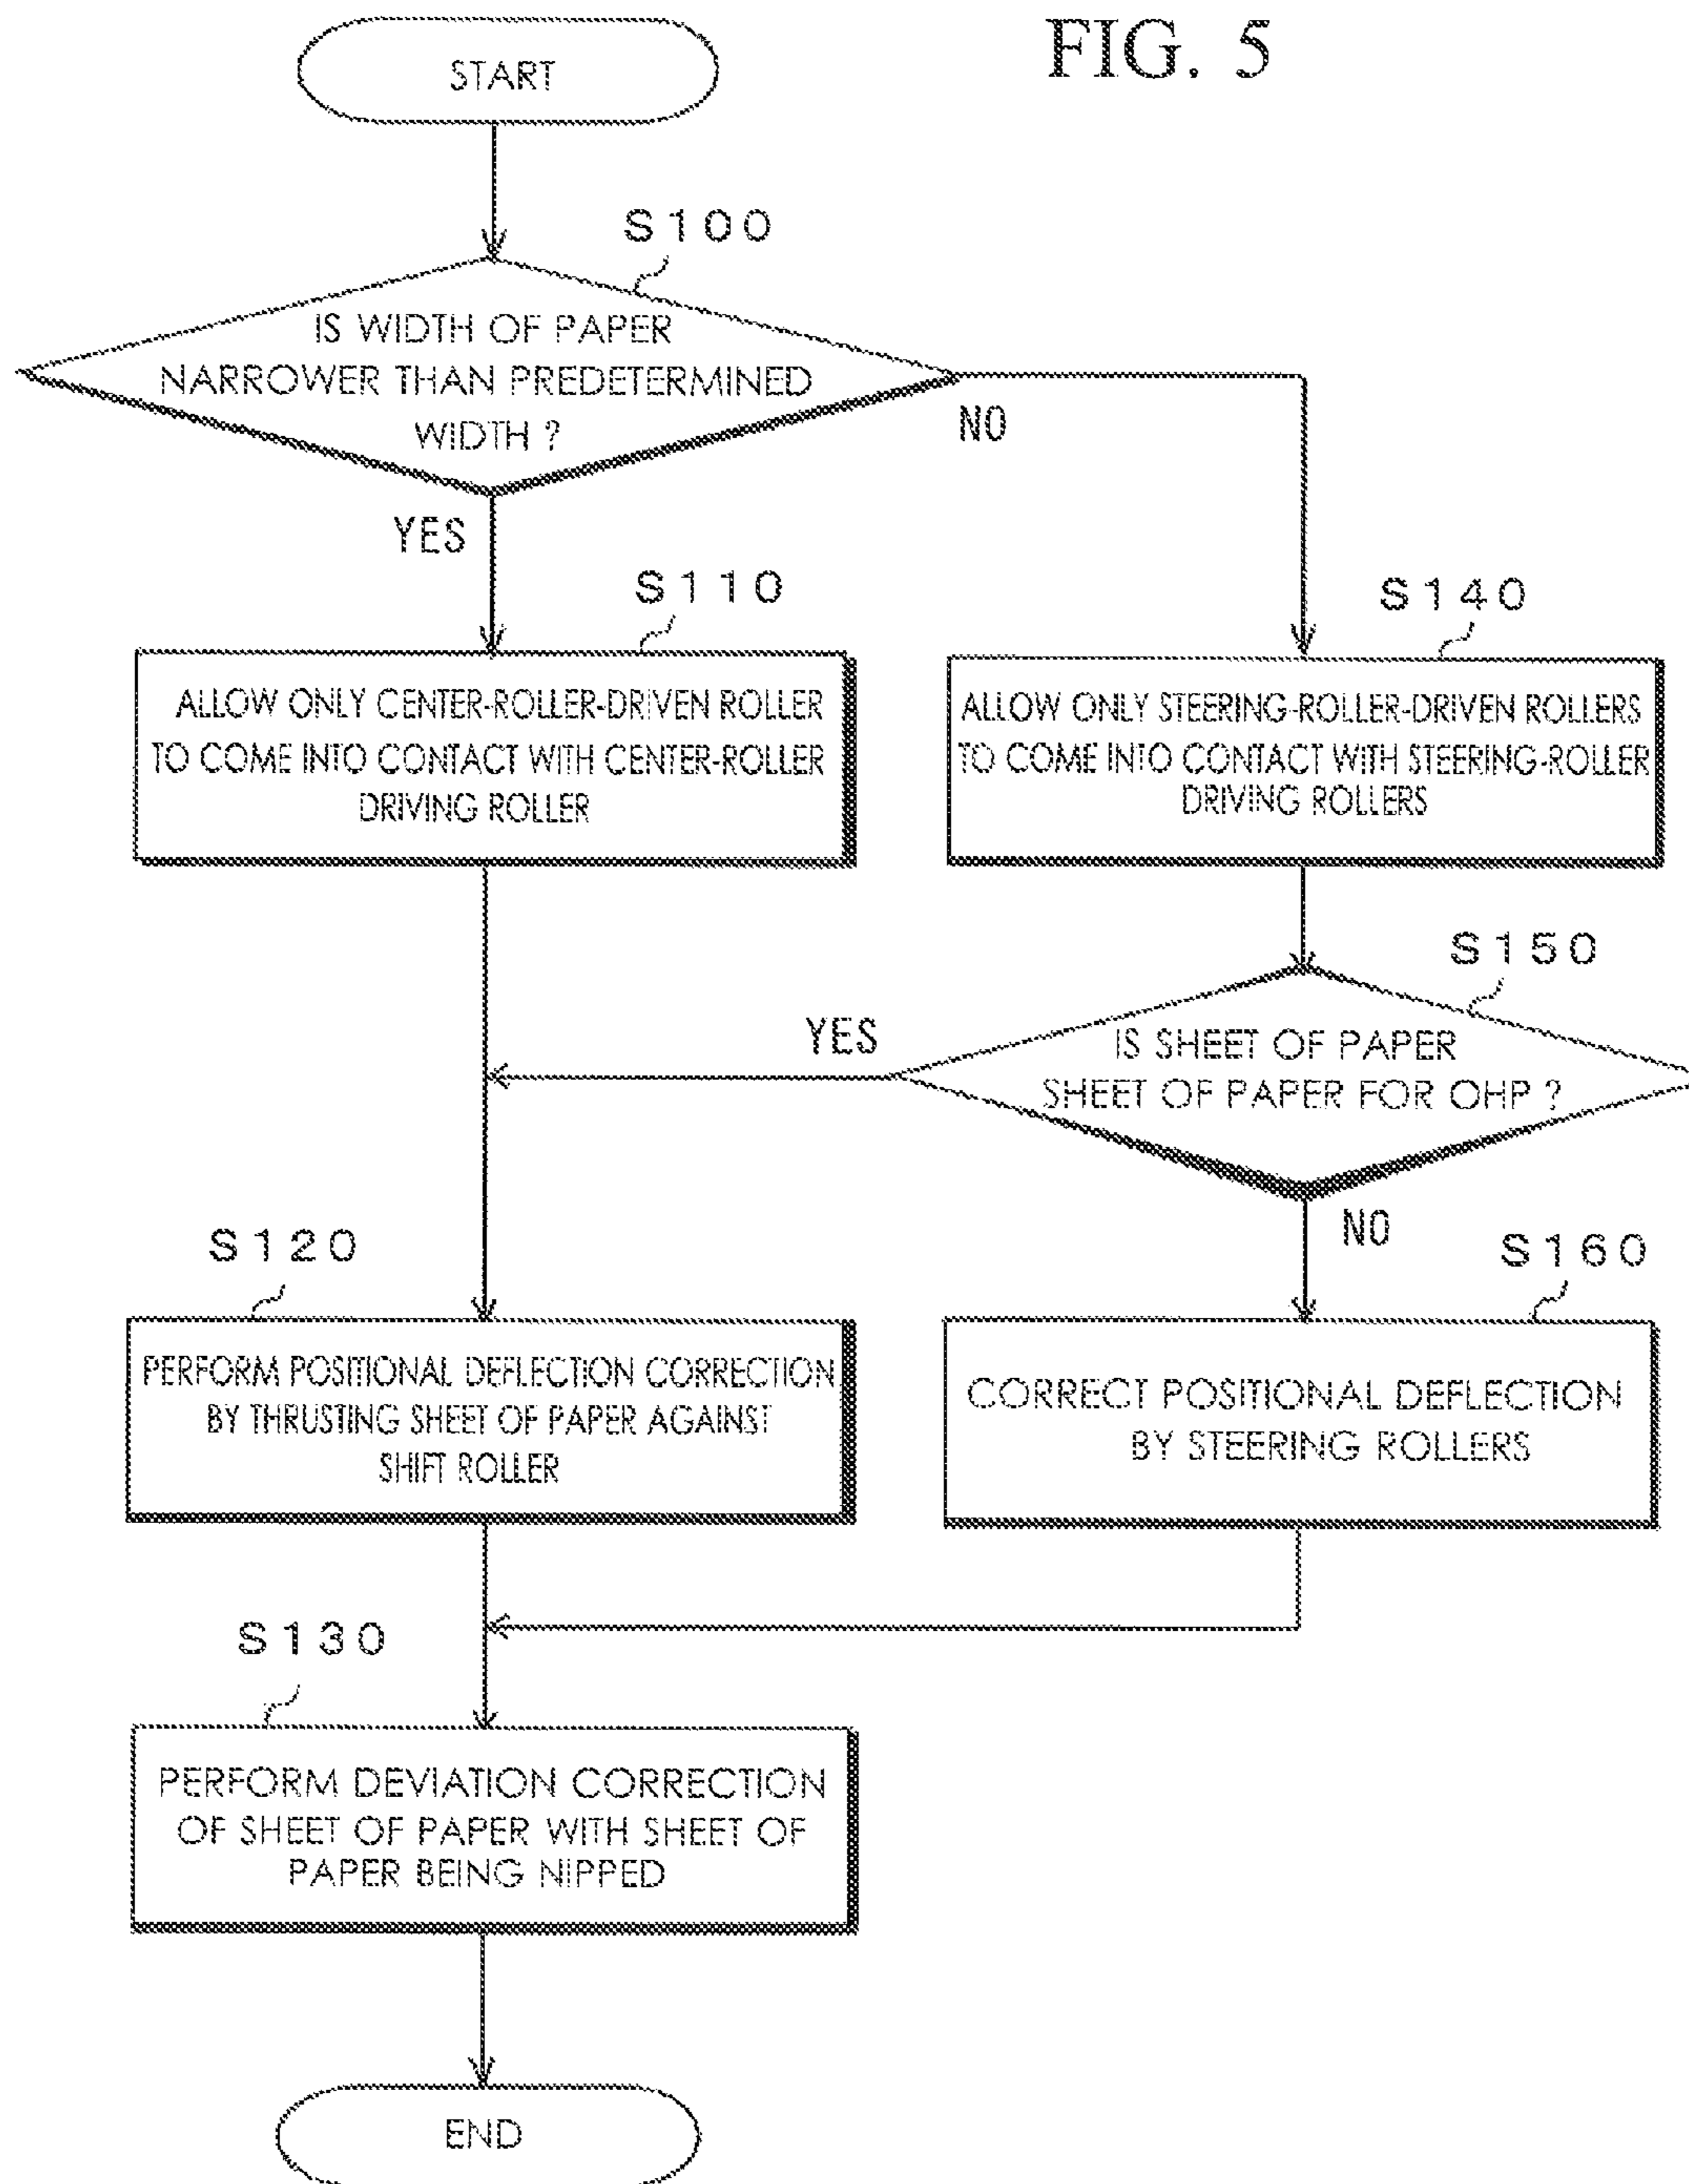 FIG. 5
START
S100
IS WIDTH OF PAPER
NARROWER THAN PREDETERMINED
WIDTH ?
NO
YES
S110
ALLOW ONLY CENTER-ROLLER-DRIVEN ROLLER
TO COME INTO CONTACT WITH CENTER-ROLLER
DRIVING ROLLER
S140
ALLOW ONLY STEERING-ROLLER-DRIVEN ROLLERS
TO COME INTO CONTACT WITH STEERING-ROLLER
DRIVING ROLLERS
S150
YES
IS SHEET OF PAPER
SHEET OF PAPER FOR OHP ?
NO
S120
PERFORM POSITIONAL DEFLECTION CORRECTION
BY THRUSTING SHEET OF PAPER AGAINST
SHIFT ROLLER
S160
CORRECT POSITIONAL DEFLECTION
BY STEERING ROLLERS
S130
PERFORM DEVIATION CORRECTION
OF SHEET OF PAPER WITH SHEET OF
PAPER BEING NIPPED
END